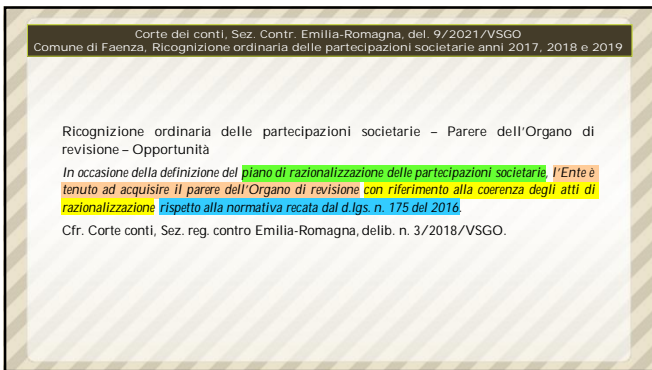 Corte dei conti, Sez. Contr. Emilia-Romagna, del. 9/2021/VSGO
Comune di Faenza, Ricognizione ordinaria delle partecipazioni societarie anni 2017, 2018 e 2019
Ricognizione ordinaria delle partecipazioni societarie – Parere dell'Organo di
revisione – Opportunità
In occasione della definizione del piano di razionalizzazione delle partecipazioni societarie, l'Ente è
tenuto ad acquisire il parere dell'Organo di revisione con riferimento alla coerenza degli atti di
razionalizzazione rispetto alla normativa recata dal d.lgs. n. 175 del 2016.
Cfr. Corte conti, Sez. reg. contro Emilia-Romagna, delib. n. 3/2018/VSGO.